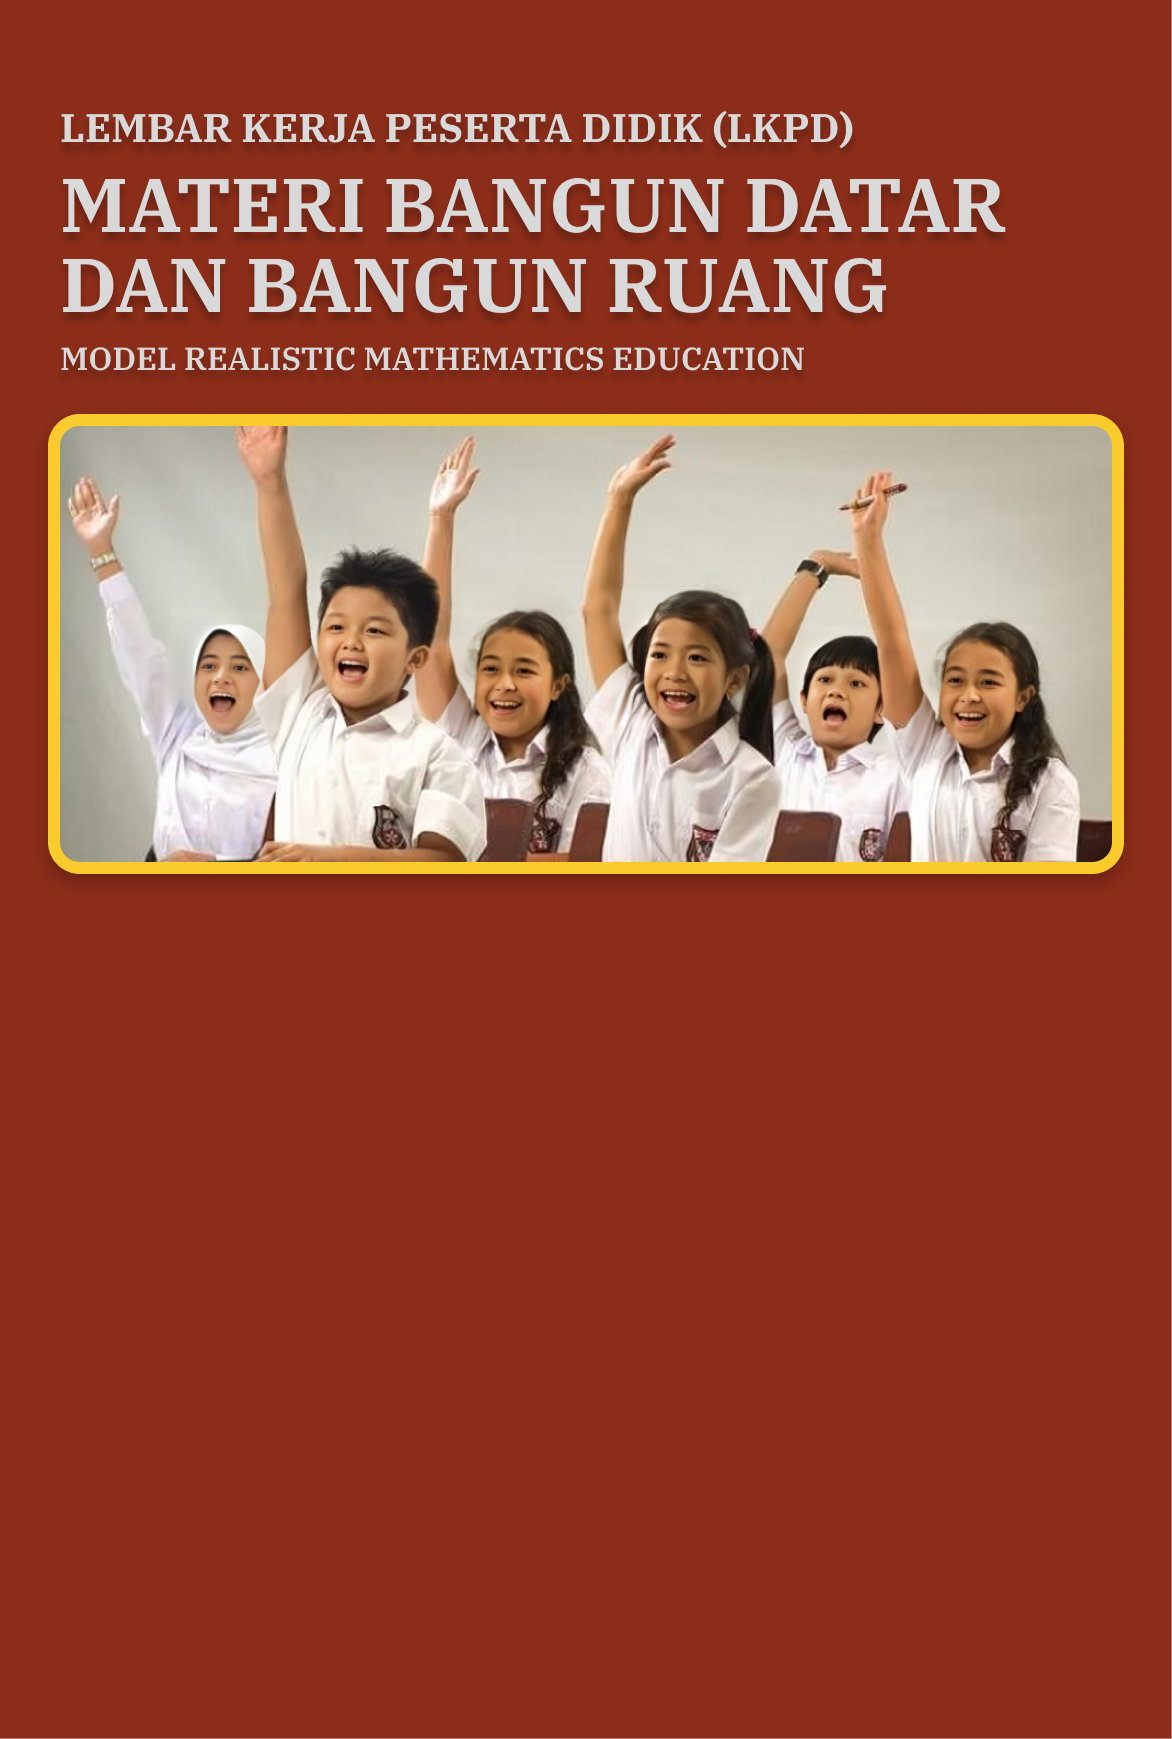 LEMBAR KERJA PESERTA DIDIK (LKPD)
MATERI BANGUN DATAR
DAN BANGUN RUANG
MODEL REALISTIC MATHEMATICS EDUCATION